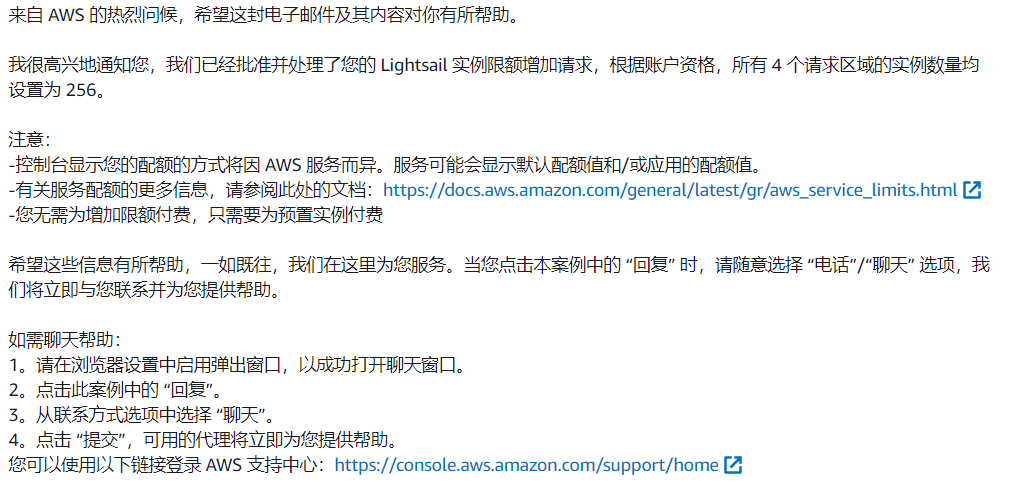 来自 AWS 的热烈问候，希望这封电子邮件及其内容对你有所帮助。
我很高兴地通知您，我们已经批准并处理了您的 Lightsail 实例限额增加请求，根据账户资格，所有 4 个请求区域的实例数量均
设置为 256。
注意：
-控制台显示您的配额的方式将因 AWS 服务而异。服务可能会显示默认配额值和/或应用的配额值。
-有关服务配额的更多信息，请参阅此处的文档：https://docs.aws.amazon.com/general/latest/gr/aws_service_limits.html
-您无需为增加限额付费，只需要为预置实例付费
希望这些信息有所帮助，一如既往，我们在这里为您服务。当您点击本案例中的 “回复” 时，请随意选择 “电话”/“聊天” 选项，我
们将立即与您联系并为您提供帮助。
如需聊天帮助：
1。请在浏览器设置中启用弹出窗口，以成功打开聊天窗口。
2。点击此案例中的 “回复”。
3。从联系方式选项中选择 “聊天”。
4。点击 “提交”，可用的代理将立即为您提供帮助。
您可以使用以下链接登录 AWS 支持中心：https://console.aws.amazon.com/support/home